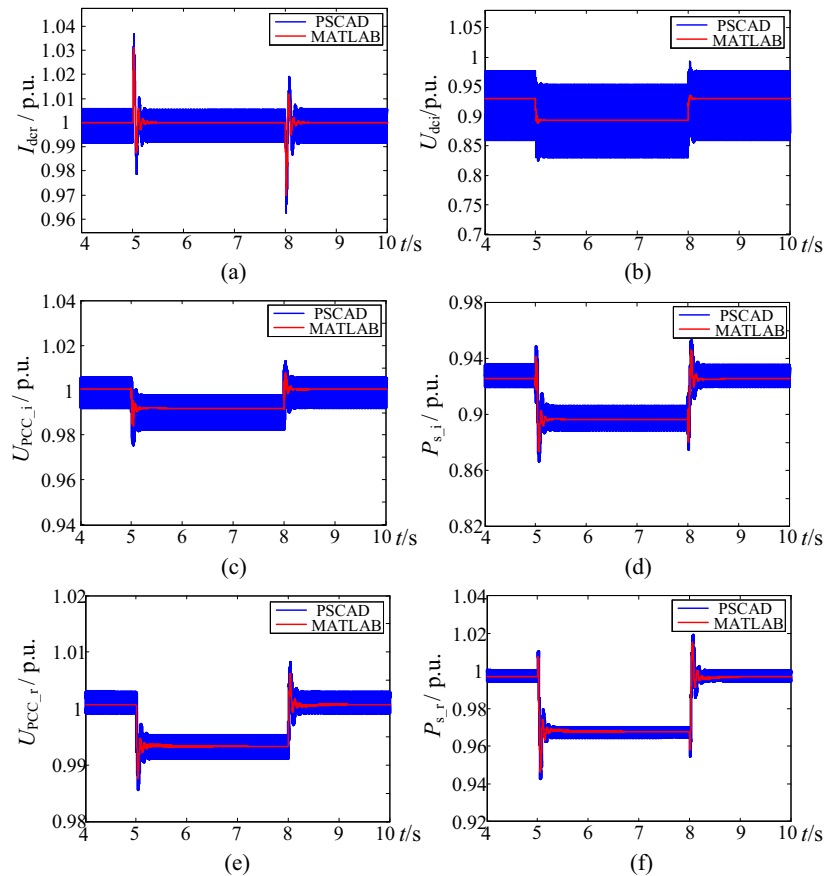 PSCAD
MATLAB
1.04
1.03
1.02
1.01
1
0.99
0.98
0.97
0.96
I_dcr / p.u.
4 5 6 7 8 9 10 t/s
(a)
PSCAD
MATLAB
1
0.95
0.9
0.85
0.8
0.75
0.7
U_dci/p.u.
4 5 6 7 8 9 10 t/s
(b)
PSCAD
MATLAB
1.04
1.02
1
0.98
0.96
0.94
U_PCC_i / p.u.
4 5 6 7 8 9 10 t/s
(c)
PSCAD
MATLAB
0.98
0.94
0.9
0.86
0.82
P_s_i / p.u.
4 5 6 7 8 9 10 t/s
(d)
PSCAD
MATLAB
1.02
1.01
1
0.99
0.98
U_PCC_r / p.u.
4 5 6 7 8 9 10 t/s
(e)
PSCAD
MATLAB
1.04
1.02
1
0.98
0.96
0.94
0.92
P_s_r / p.u.
4 5 6 7 8 9 10 t/s
(f)